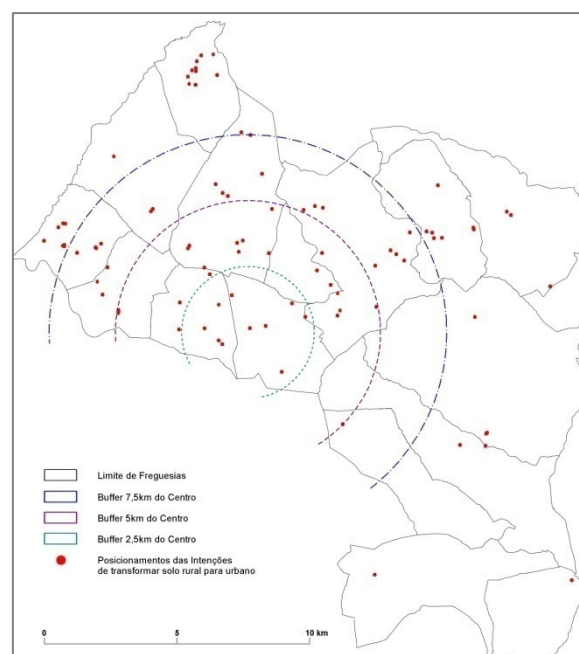 Limite de Freguesias
Buffer 7,5km do Centro
Buffer 5km do Centro
Buffer 2,5km do Centro
Posicionamentos das Intenções
de transformar solo rural para urbano
0 5 10 km